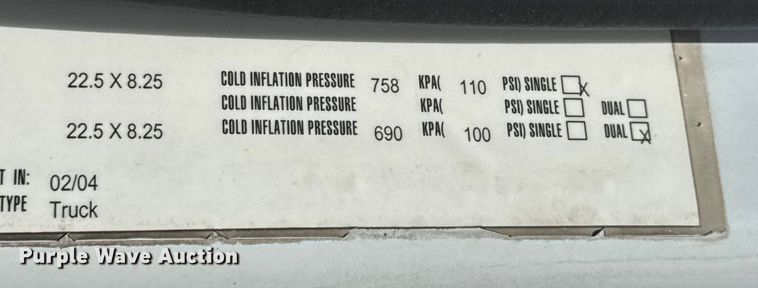 22.5 X 8.25 COLD INFLATION PRESSURE 758 KPA( 110 PSI) SINGLE X
COLD INFLATION PRESSURE KPA( PSI) SINGLE DUAL
22.5 X 8.25 COLD INFLATION PRESSURE 690 KPA( 100 PSI) SINGLE DUAL X
T IN: 02/04
TYPE Truck
Purple Wave Auction